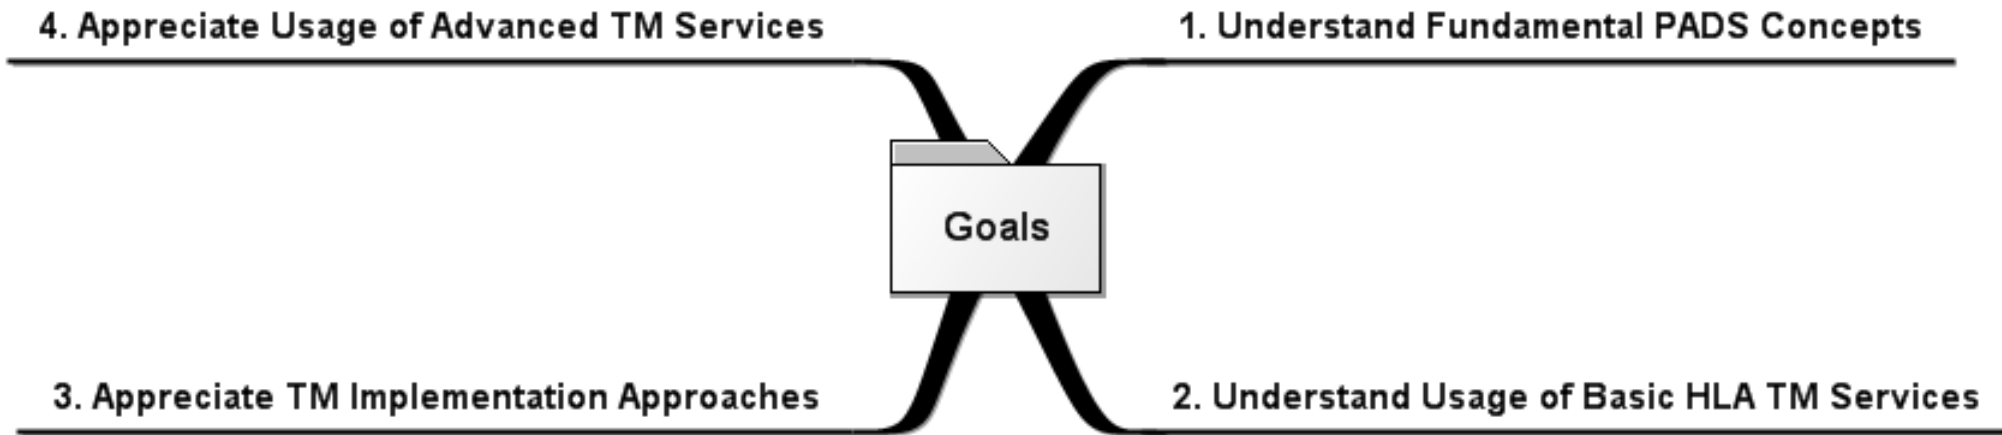 4. Appreciate Usage of Advanced TM Services
1. Understand Fundamental PADS Concepts
Goals
3. Appreciate TM Implementation Approaches
2. Understand Usage of Basic HLA TM Services